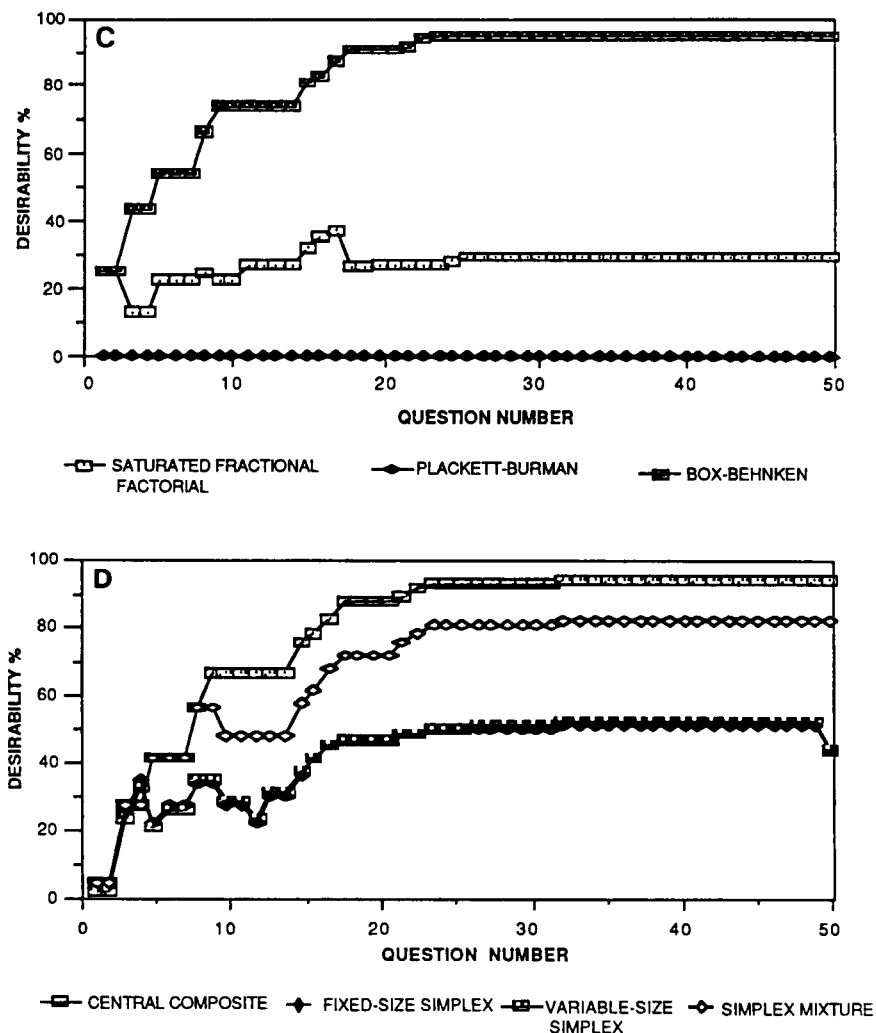 C
100
80
60
40
20
0
DESIRABILITY %
0 10 20 30 40 50
QUESTION NUMBER
SATURATED FRACTIONAL
FACTORIAL
PLACKETT-BURMAN
BOX-BEHNKEN
D
100
80
60
40
20
0
DESIRABILITY %
0 10 20 30 40 50
QUESTION NUMBER
CENTRAL COMPOSITE
FIXED-SIZE SIMPLEX
VARIABLE-SIZE
SIMPLEX
SIMPLEX MIXTURE